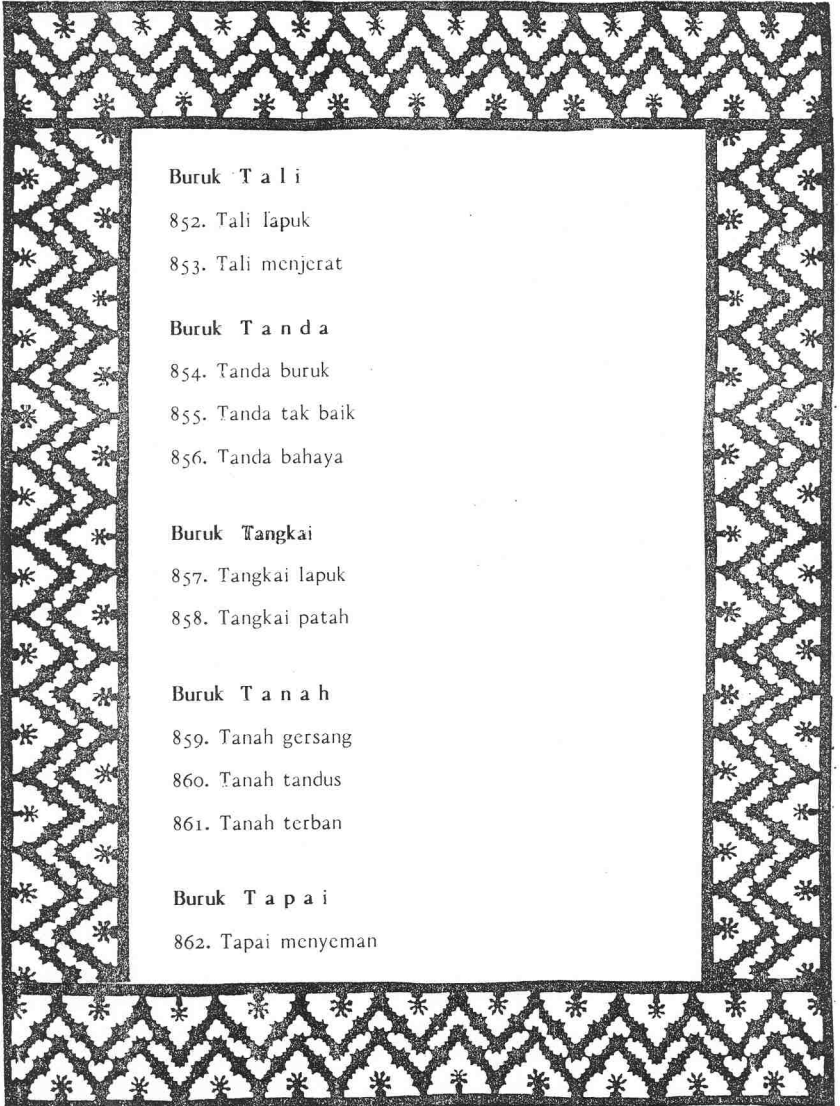 Buruk T a l i
852. Tali lapuk
853. Tali menjerat
Buruk T a n d a
854. Tanda buruk
855. Tanda tak baik
856. Tanda bahaya
Buruk Tangkai
857. Tangkai lapuk
858. Tangkai patah
Buruk T a n a h
859. Tanah gersang
860. Tanah tandus
861. Tanah terban
Buruk T a p a i
862. Tapai menyeman